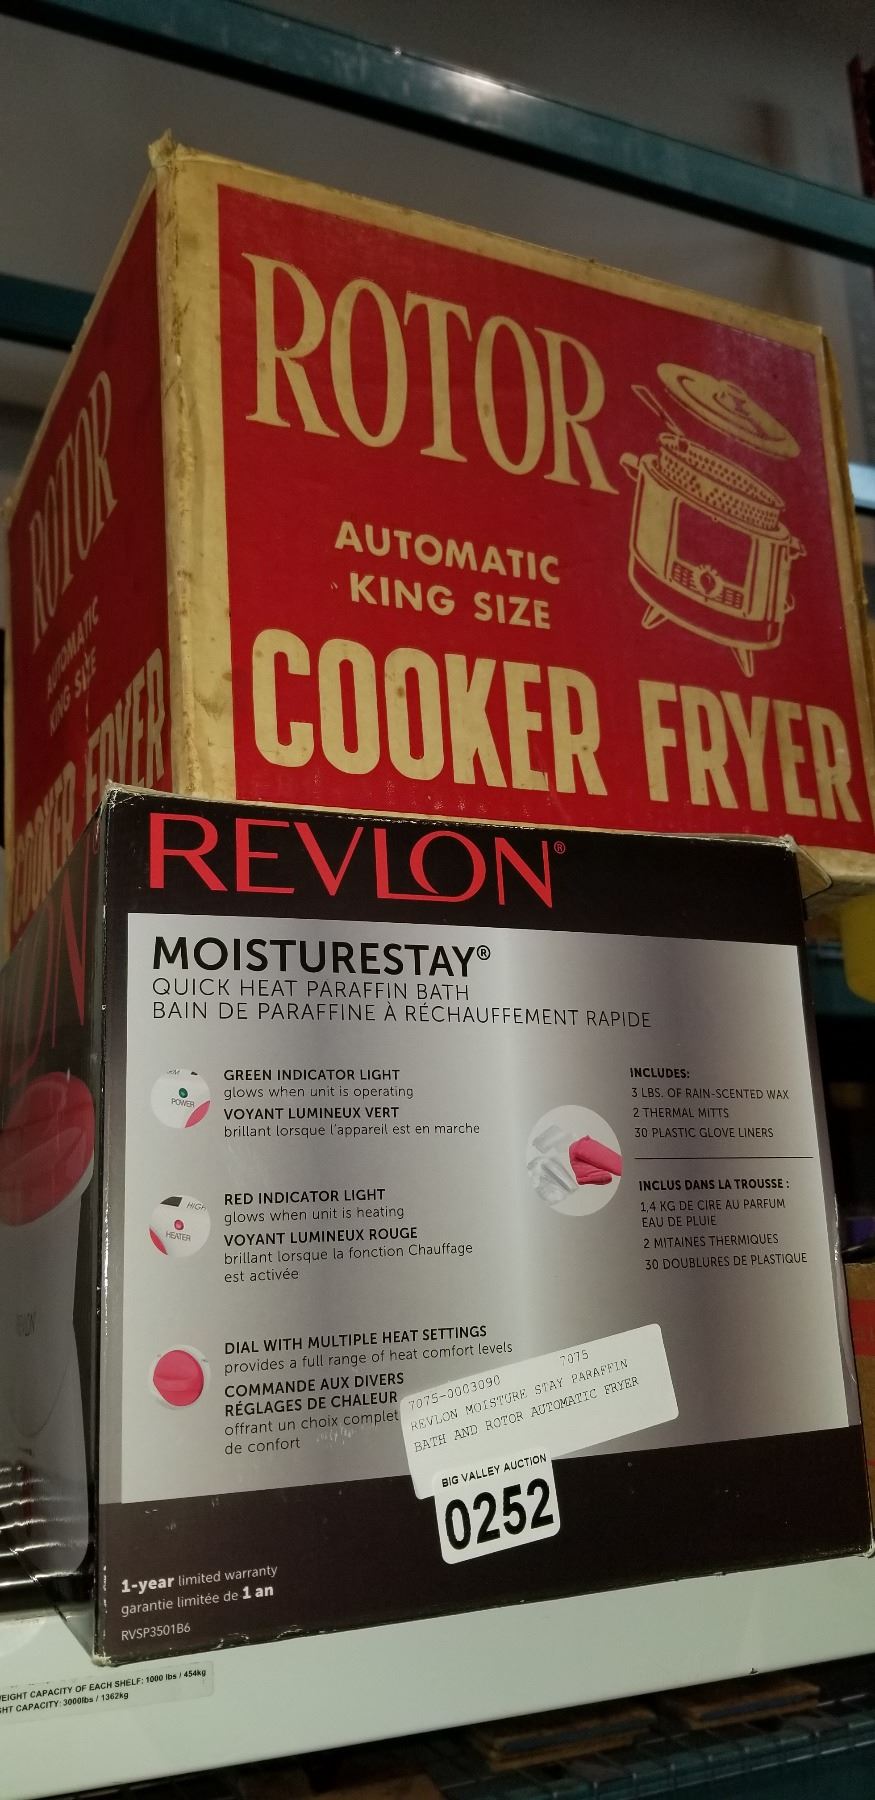 ROTOR
AUTOMATIC
KING SIZE
COOKER FRYER
ROTOR
AUTOMATIC
KING SIZE
COOKER FRYER
REVLON®
MOISTURESTAY®
QUICK HEAT PARAFFIN BATH
BAIN DE PARAFFINE À RÉCHAUFFEMENT RAPIDE
POWER
GREEN INDICATOR LIGHT
glows when unit is operating
VOYANT LUMINEUX VERT
brillant lorsque l'appareil est en marche
HIGH
HEATER
RED INDICATOR LIGHT
glows when unit is heating
VOYANT LUMINEUX ROUGE
brillant lorsque la fonction Chauffage
est activée
DIAL WITH MULTIPLE HEAT SETTINGS
provides a full range of heat comfort levels
COMMANDE AUX DIVERS
RÉGLAGES DE CHALEUR
offrant un choix complet
de confort
INCLUDES:
3 LBS. OF RAIN-SCENTED WAX
2 THERMAL MITTS
30 PLASTIC GLOVE LINERS
INCLUS DANS LA TROUSSE :
1,4 KG DE CIRE AU PARFUM
EAU DE PLUIE
2 MITAINES THERMIQUES
30 DOUBLURES DE PLASTIQUE
7075-0003090 7075
REVLON MOISTURE STAY PARAFFIN
BATH AND ROTOR AUTOMATIC FRYER
BIG VALLEY AUCTION
0252
1-year limited warranty
garantie limitée de 1 an
RVSP3501B6
CAPACITY OF EACH SHELF: 1000 lbs / 454kg
CAPACITY: 3000lbs / 1362kg